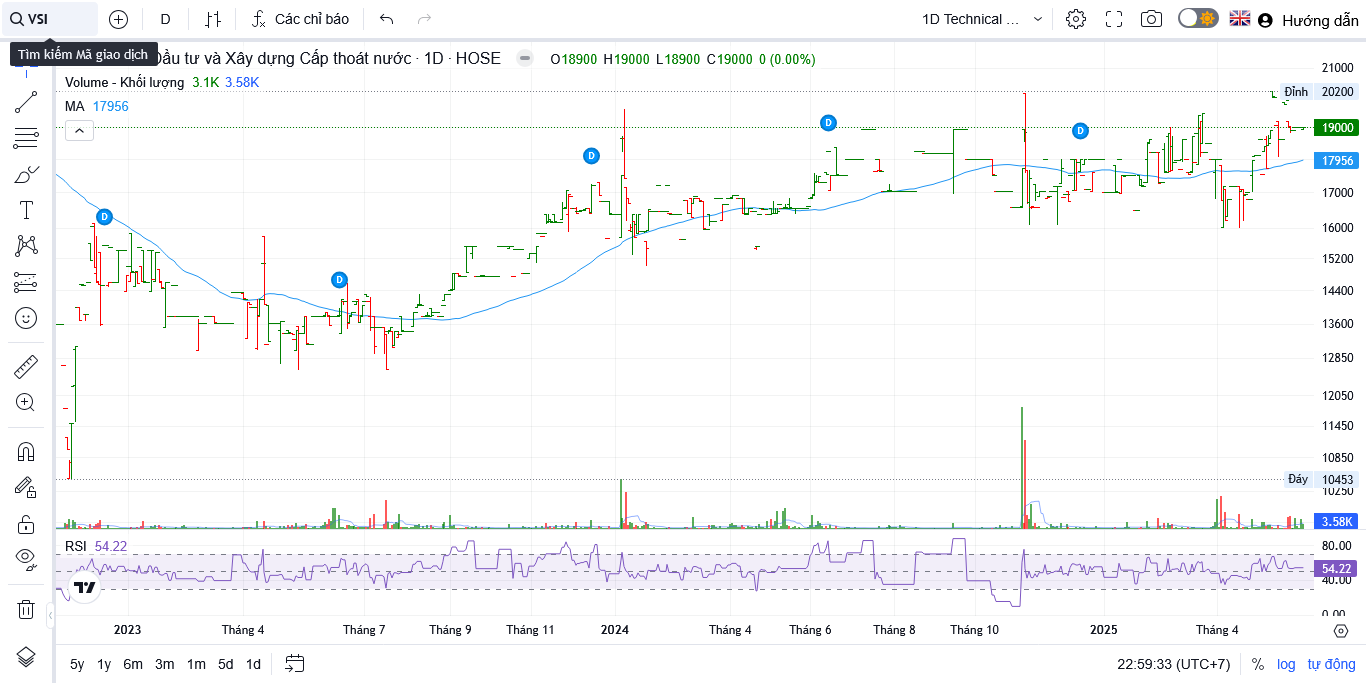 VSI D Các chỉ báo 1D Technical ... Hướng dẫn
Tìm kiếm Mã giao dịch
Đầu tư và Xây dựng Cấp thoát nước · 1D · HOSE O18900 H19000 L18900 C19000 0 (0.00%)
Volume - Khối lượng 3.1K 3.58K
MA 17956
D
D
D
D
D
21000
Đỉnh 20200
19000
17956
17000
16000
15200
14400
13600
12850
12050
11450
10850
Đáy 10453
10250
3.58K
RSI 54.22
80.00
54.22
40.00
0.00
2023 Tháng 4 Tháng 7 Tháng 9 Tháng 11 2024 Tháng 4 Tháng 6 Tháng 8 Tháng 10 2025 Tháng 4
5y 1y 6m 3m 1m 5d 1d 22:59:33 (UTC+7) % log tự động